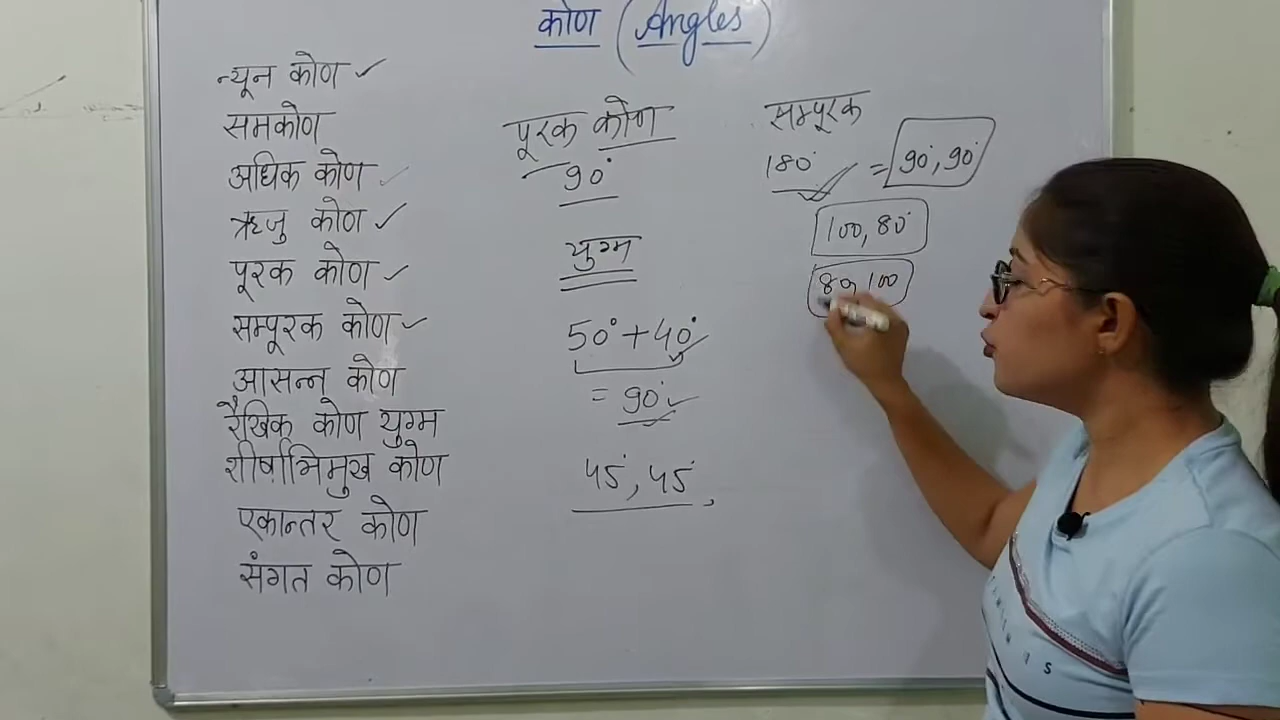 कोण (Angles)
न्यून कोण ✓
समकोण
अधिक कोण ✓
ऋजु कोण ✓
पूरक कोण ✓
सम्पूरक कोण ✓
आसन्न कोण
रैखिक कोण युग्म
शीर्षाभिमुख कोण
एकान्तर कोण
संगत कोण
पूरक कोण
90°
युग्म
50° + 40°
= 90°
45°, 45°,
सम्पूरक
180° = 90°, 90°
100, 80°
80, 100